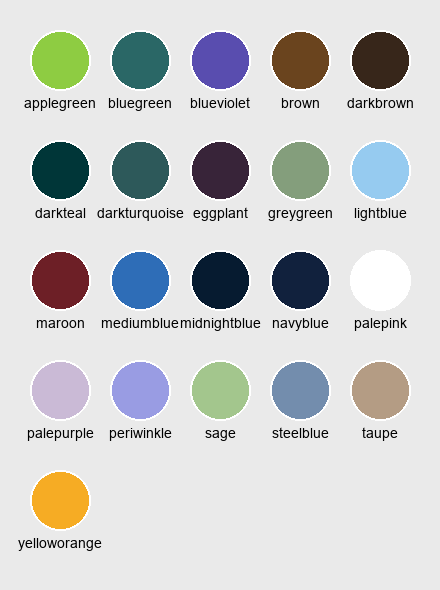 applegreen bluegreen blueviolet brown darkbrown
darkteal darkturquoise eggplant greygreen lightblue
maroon mediumblue midnightblue navyblue palepink
palepurple periwinkle sage steelblue taupe
yelloworange